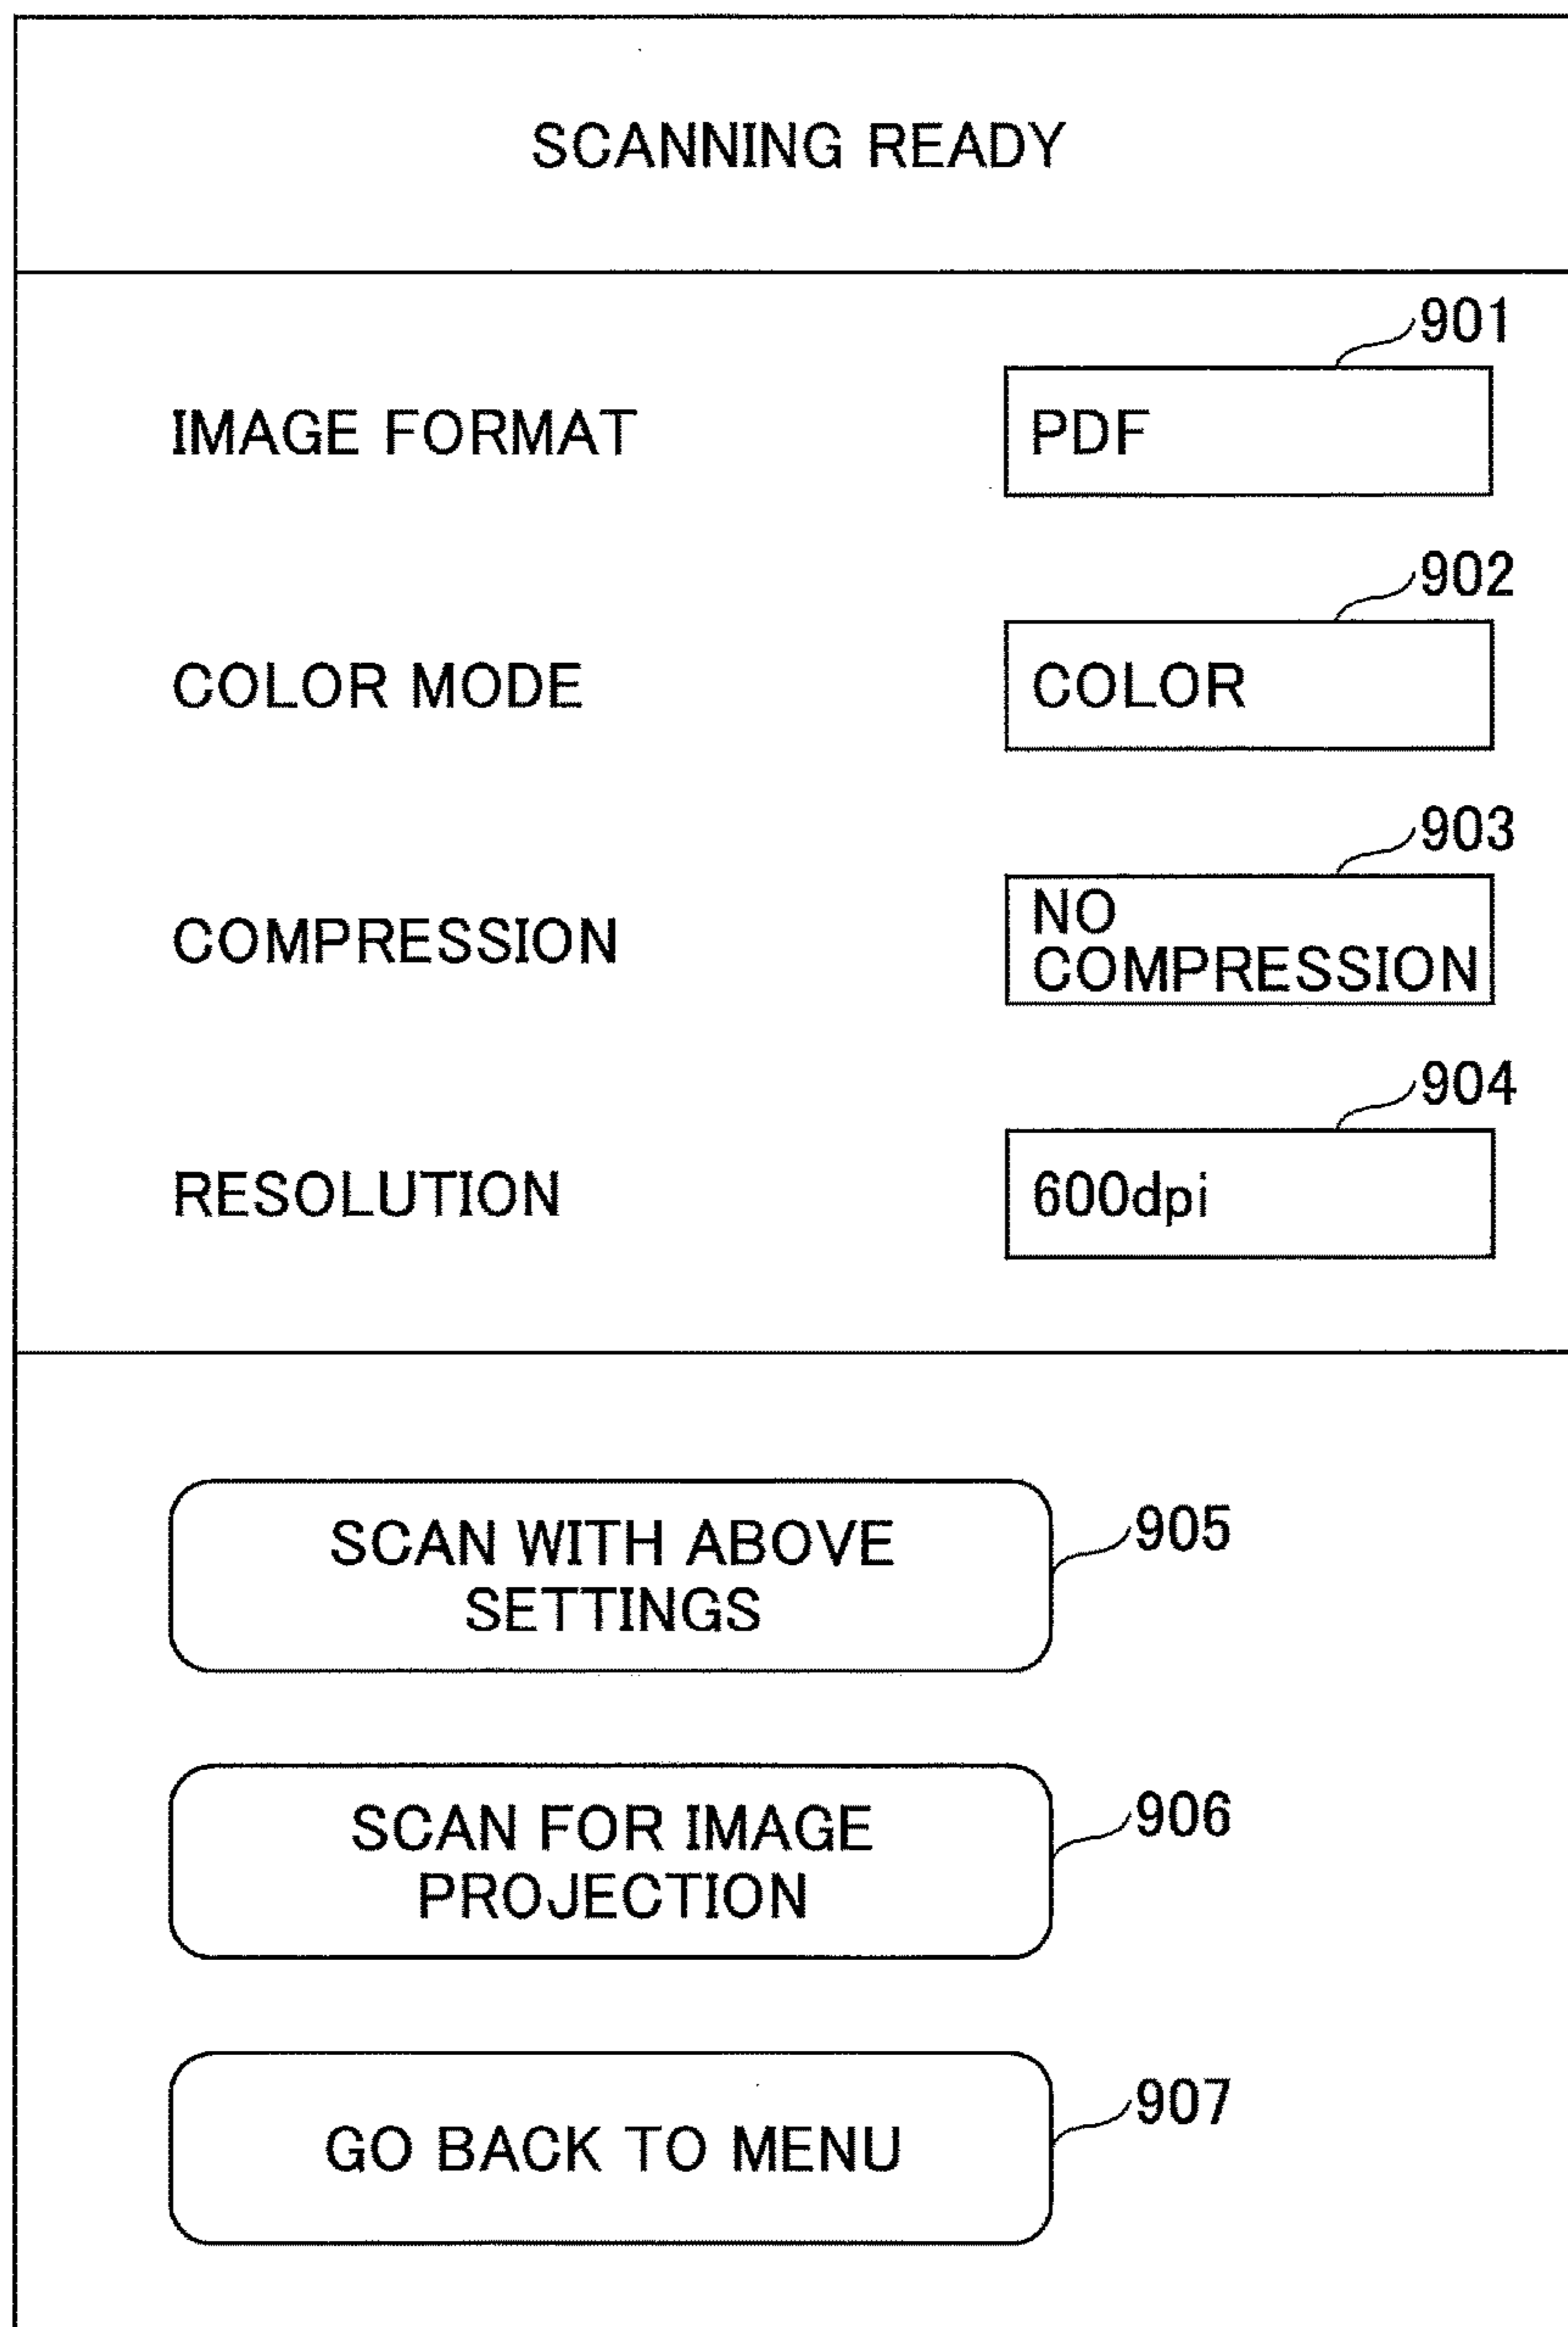 SCANNING READY
901
IMAGE FORMAT PDF
902
COLOR MODE COLOR
903
COMPRESSION NO
COMPRESSION
904
RESOLUTION 600dpi
SCAN WITH ABOVE 905
SETTINGS
SCAN FOR IMAGE 906
PROJECTION
907
GO BACK TO MENU